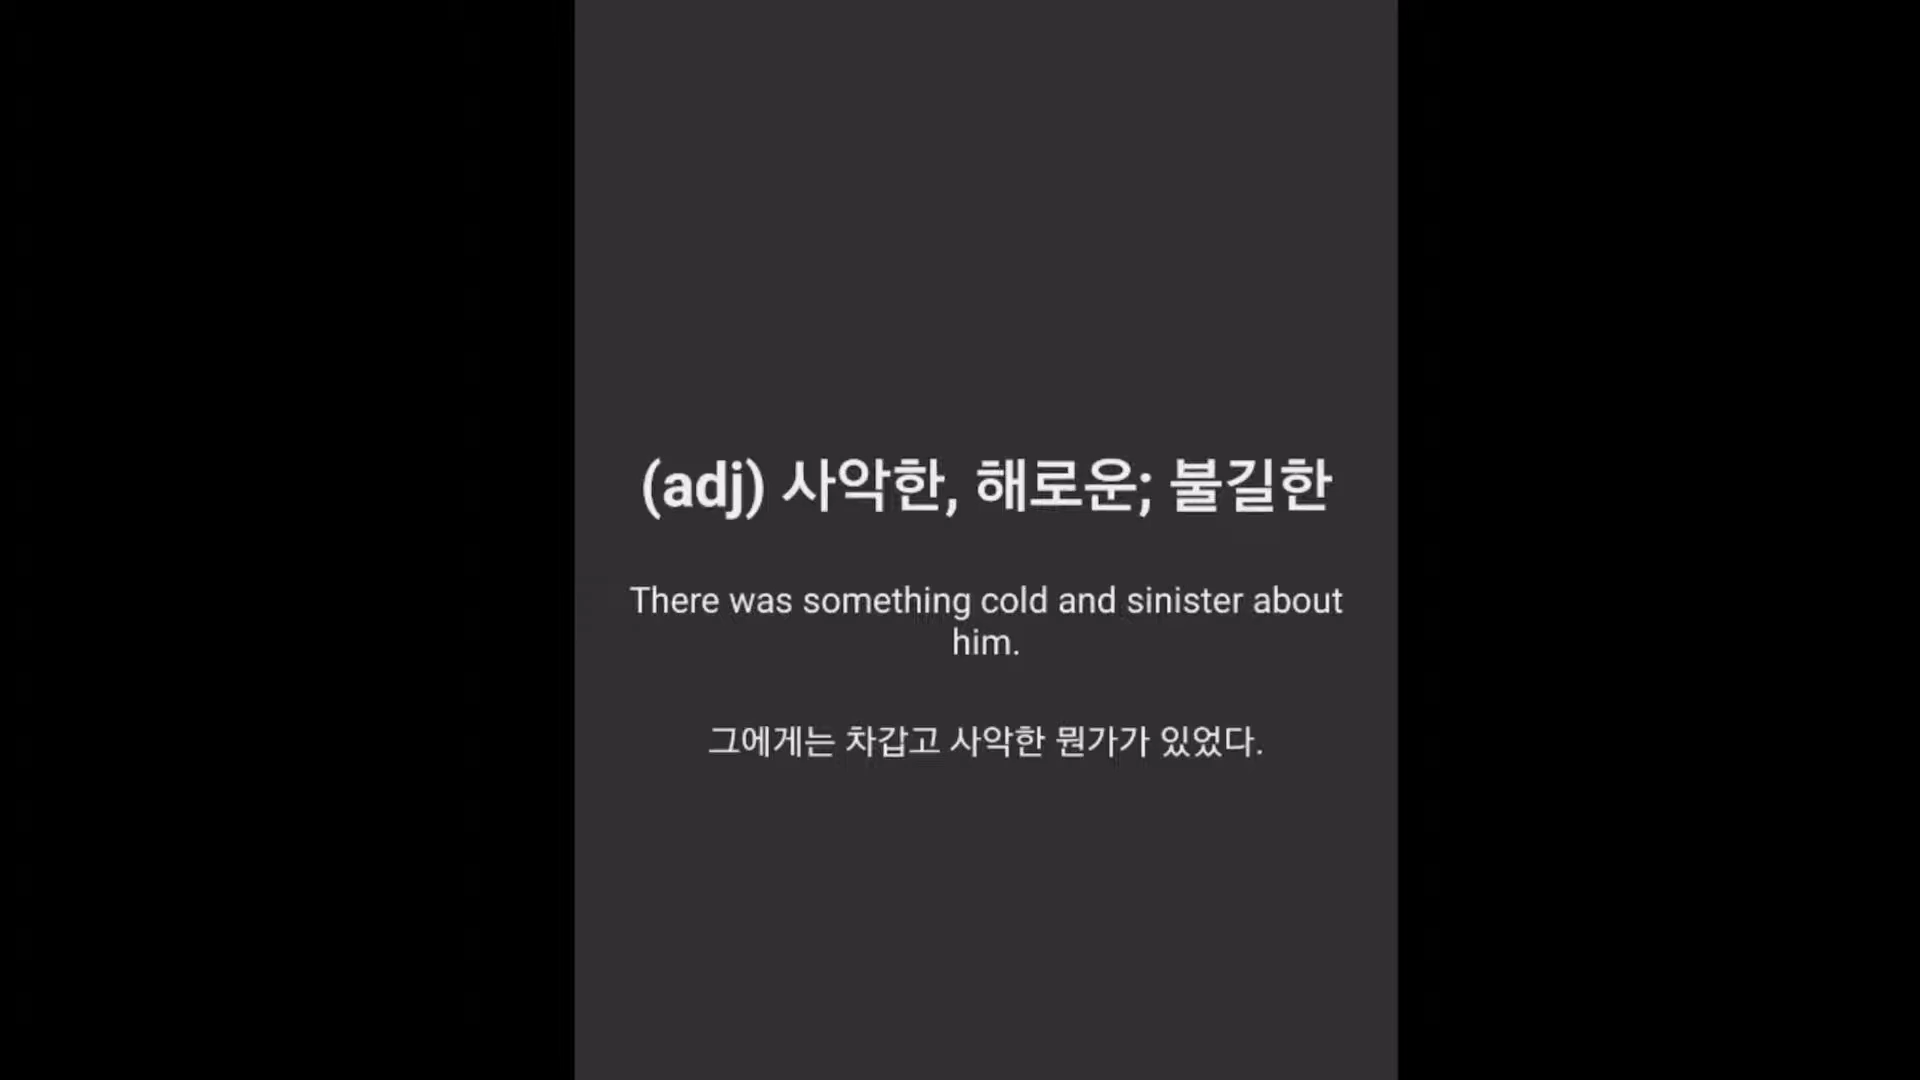 (adj) 사악한, 해로운; 불길한
There was something cold and sinister about
him.
그에게는 차갑고 사악한 뭔가가 있었다.